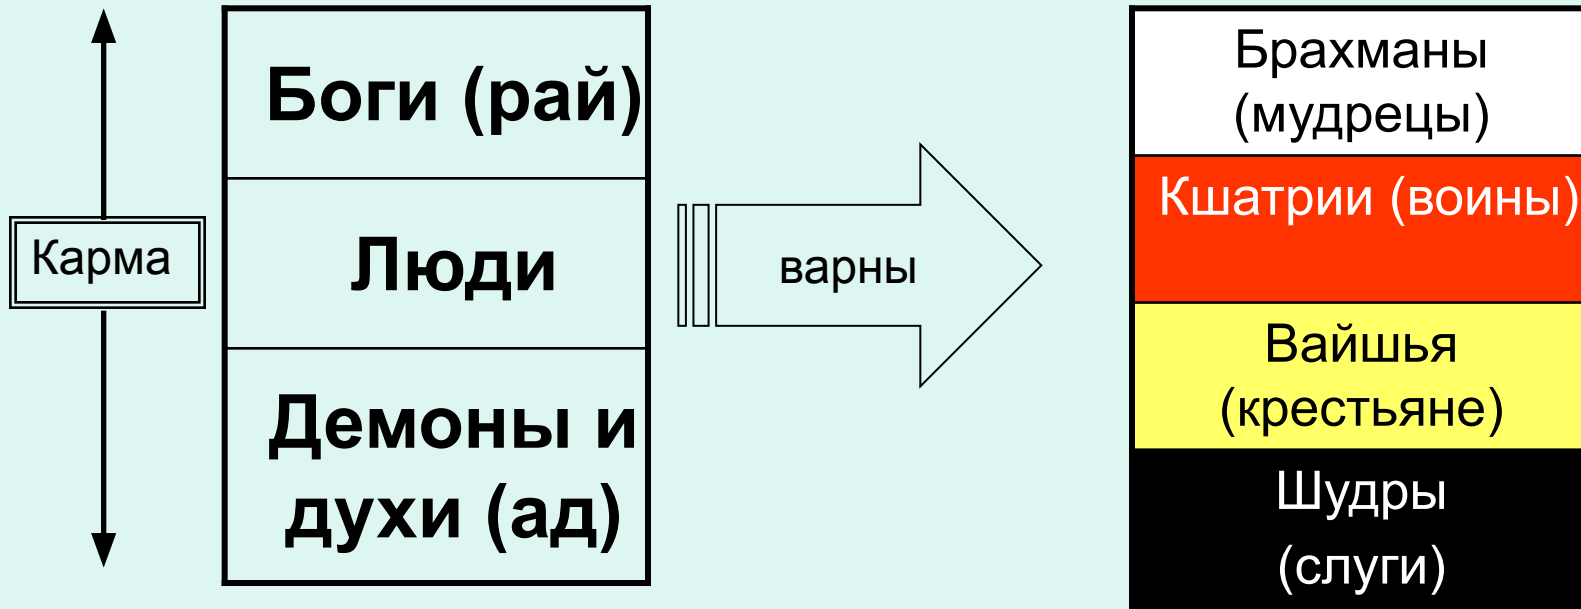 Карма
Боги (рай)
Люди
Демоны и
духи (ад)
варны
Брахманы
(мудрецы)
Кшатрии (воины)
Вайшья
(крестьяне)
Шудры
(слуги)